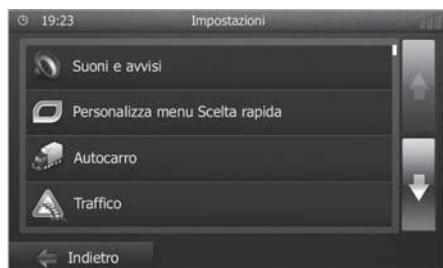 19:23 Impostazioni
Suoni e avvisi
Personalizza menu Scelta rapida
Autocarro
Traffico
Indietro